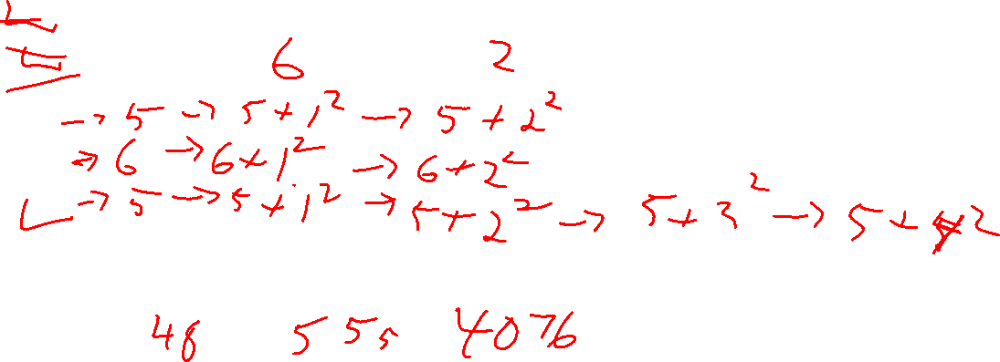 6 2
→ 5 → 5+1² → 5+2²
→ 6 → 6+1² → 6+2²
L → 5 → 5+1² → 5+2² → 5+3² → 5+4²
48 555 4076